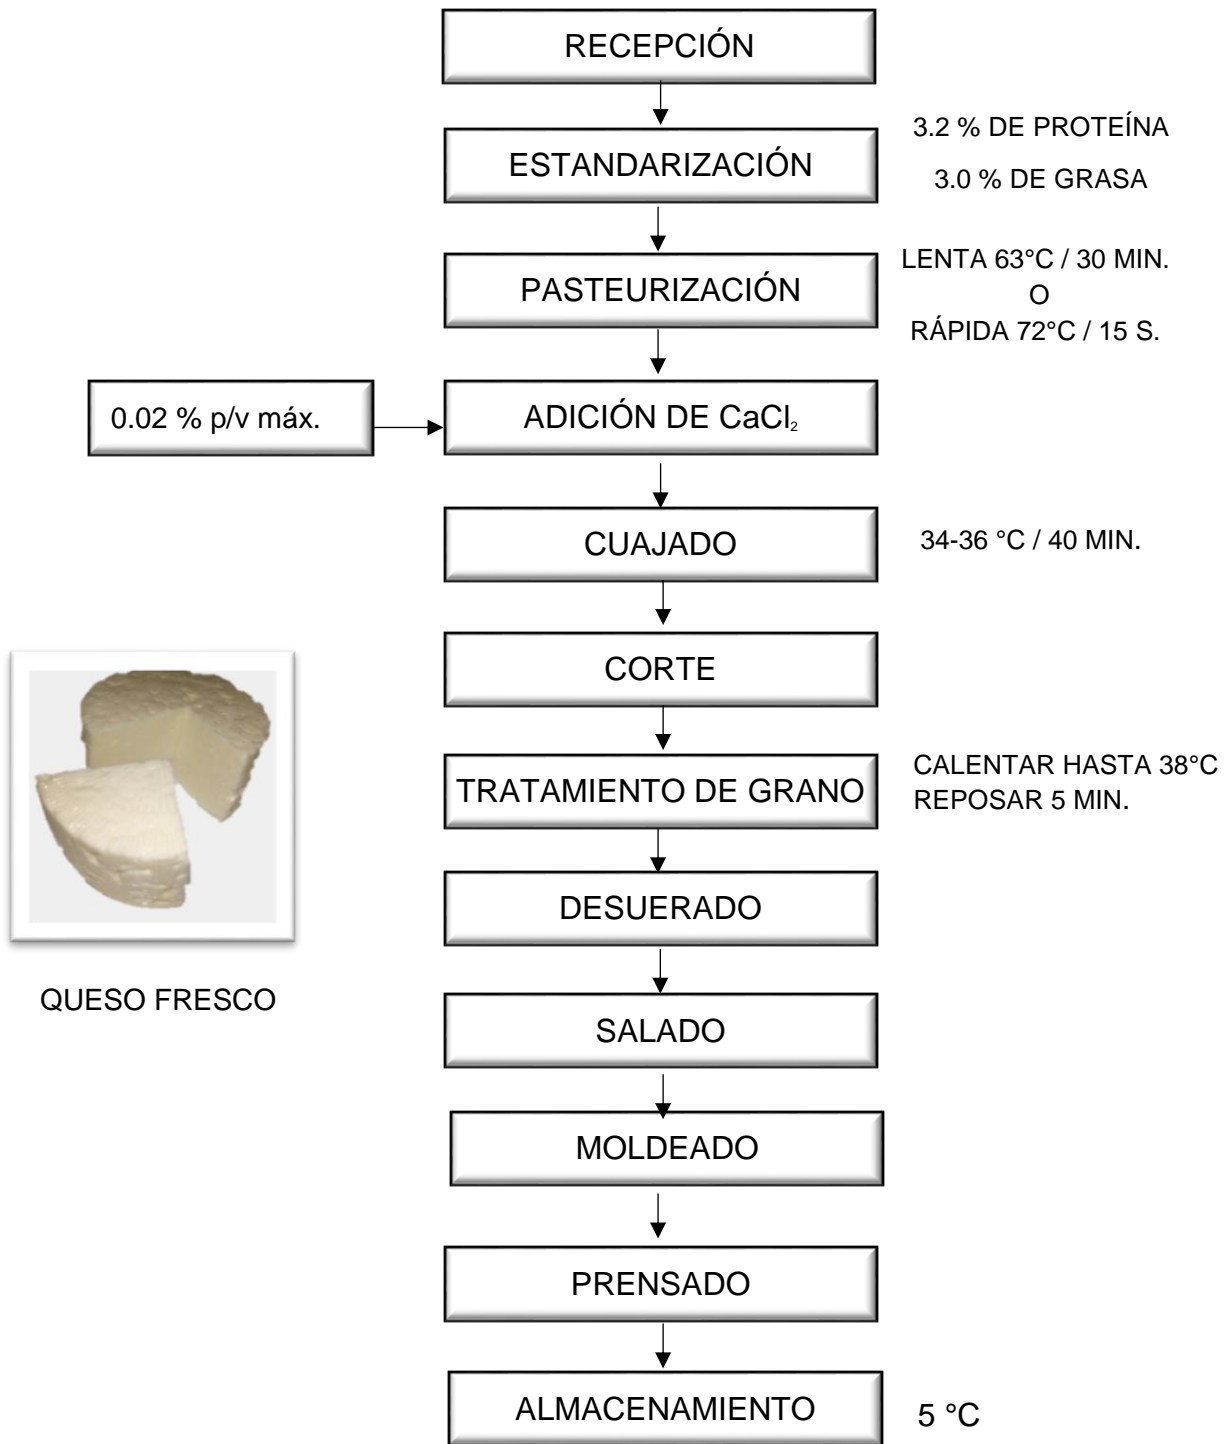 RECEPCIÓN
ESTANDARIZACIÓN
3.2 % DE PROTEÍNA
3.0 % DE GRASA
PASTEURIZACIÓN
LENTA 63°C / 30 MIN.
O
RÁPIDA 72°C / 15 S.
0.02 % p/v máx.
ADICIÓN DE CaCl₂
CUAJADO
34-36 °C / 40 MIN.
CORTE
TRATAMIENTO DE GRANO
CALENTAR HASTA 38°C
REPOSAR 5 MIN.
DESUERADO
QUESO FRESCO
SALADO
MOLDEADO
PRENSADO
ALMACENAMIENTO
5 °C